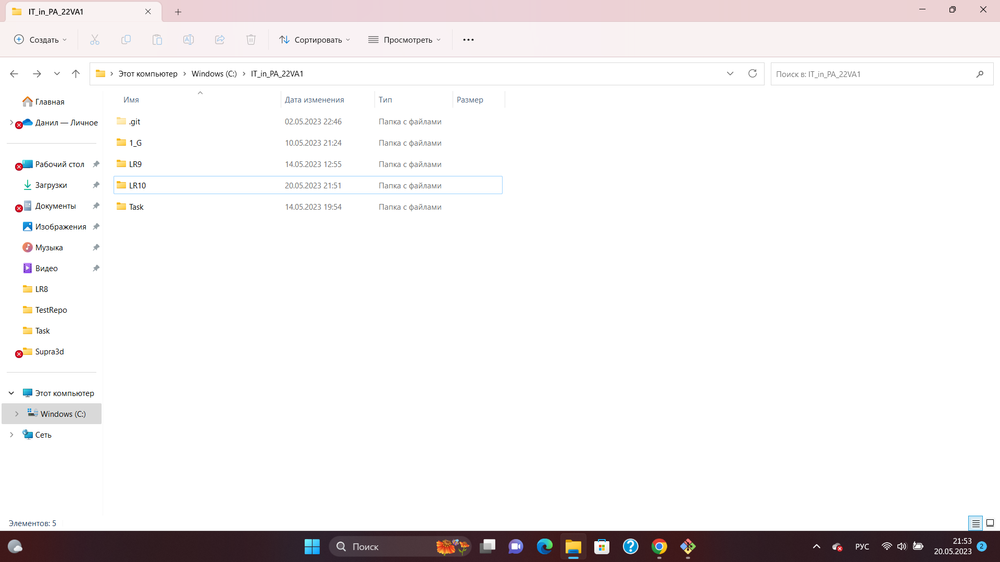 IT_in_PA_22VA1
Создать
Сортировать
Просмотреть
Этот компьютер
Windows (C:)
IT_in_PA_22VA1
Поиск в: IT_in_PA_22VA1
Имя Дата изменения Тип Размер
.git 02.05.2023 22:46 Папка с файлами
1_G 10.05.2023 21:24 Папка с файлами
LR9 14.05.2023 12:55 Папка с файлами
LR10 20.05.2023 21:51 Папка с файлами
Task 14.05.2023 19:54 Папка с файлами
Главная
Данил — Личное
Рабочий стол
Загрузки
Документы
Изображения
Музыка
Видео
LR8
TestRepo
Task
Supra3d
Этот компьютер
Windows (C:)
Сеть
Элементов: 5
Поиск
РУС
21:53
20.05.2023
2